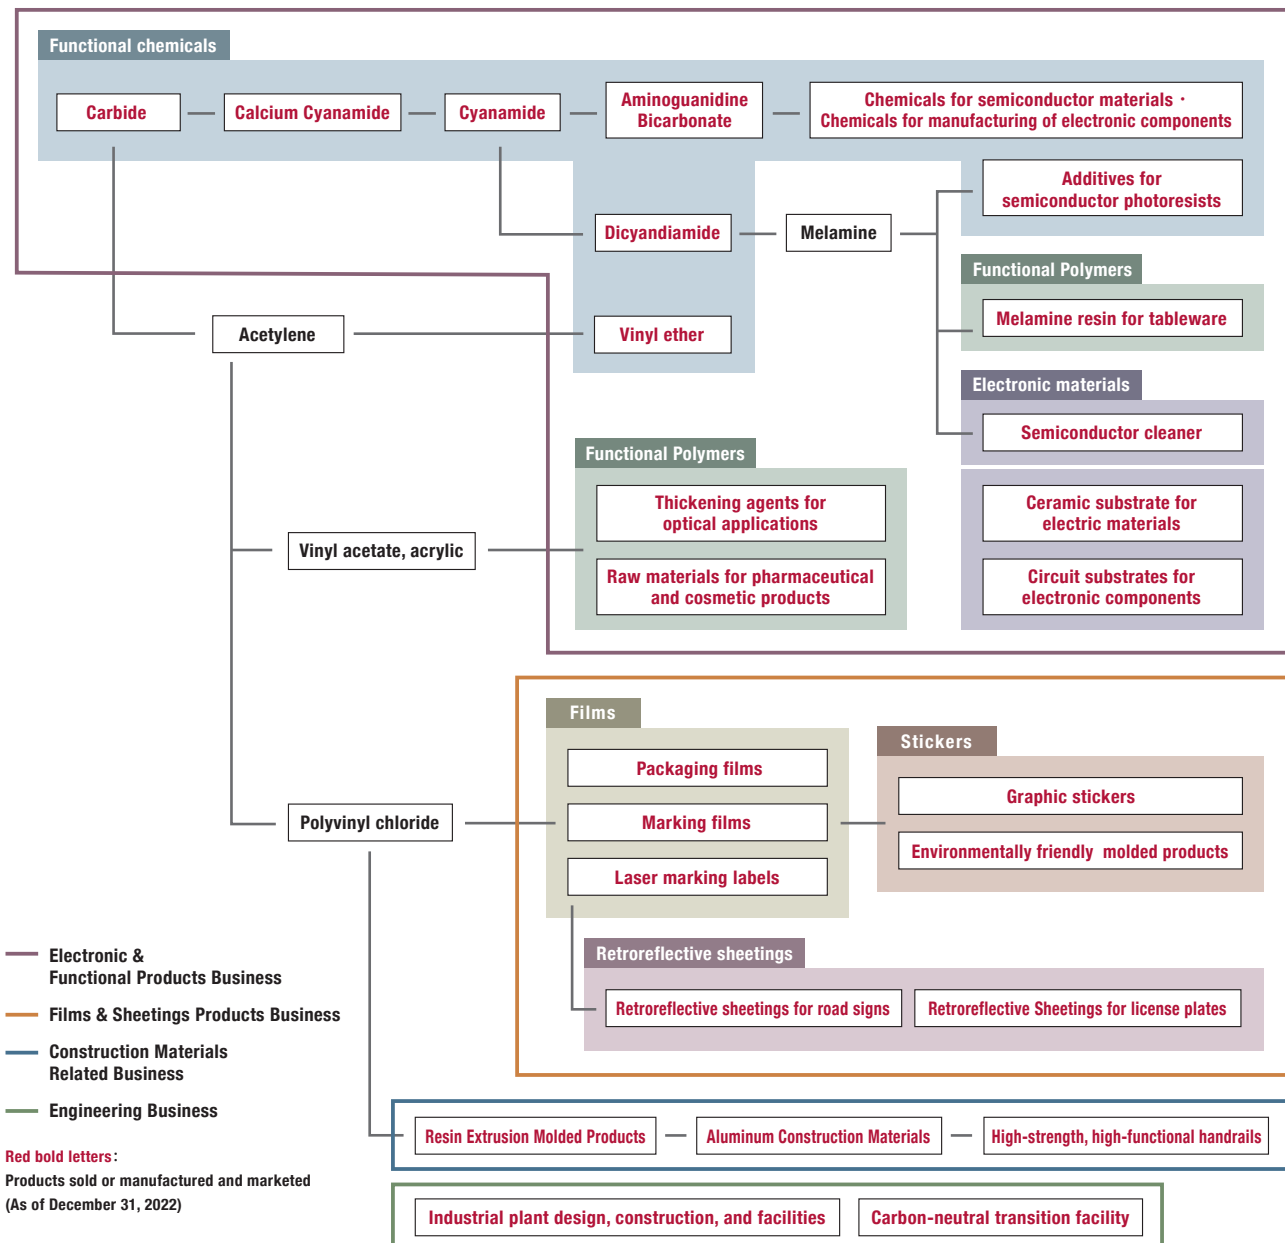 Functional chemicals
Carbide
Calcium Cyanamide
Cyanamide
Aminoguanidine
Bicarbonate
Chemicals for semiconductor materials・
Chemicals for manufacturing of electronic components
Additives for
semiconductor photoresists
Dicyandiamide
Melamine
Functional Polymers
Melamine resin for tableware
Acetylene
Vinyl ether
Electronic materials
Semiconductor cleaner
Functional Polymers
Thickening agents for
optical applications
Ceramic substrate for
electric materials
Vinyl acetate, acrylic
Raw materials for pharmaceutical
and cosmetic products
Circuit substrates for
electronic components
Films
Stickers
Packaging films
Graphic stickers
Polyvinyl chloride
Marking films
Environmentally friendly molded products
Laser marking labels
Retroreflective sheetings
Retroreflective sheetings for road signs
Retroreflective Sheetings for license plates
Electronic &
Functional Products Business
Films & Sheetings Products Business
Construction Materials
Related Business
Engineering Business
Red bold letters:
Products sold or manufactured and marketed
(As of December 31, 2022)
Resin Extrusion Molded Products
Aluminum Construction Materials
High-strength, high-functional handrails
Industrial plant design, construction, and facilities
Carbon-neutral transition facility